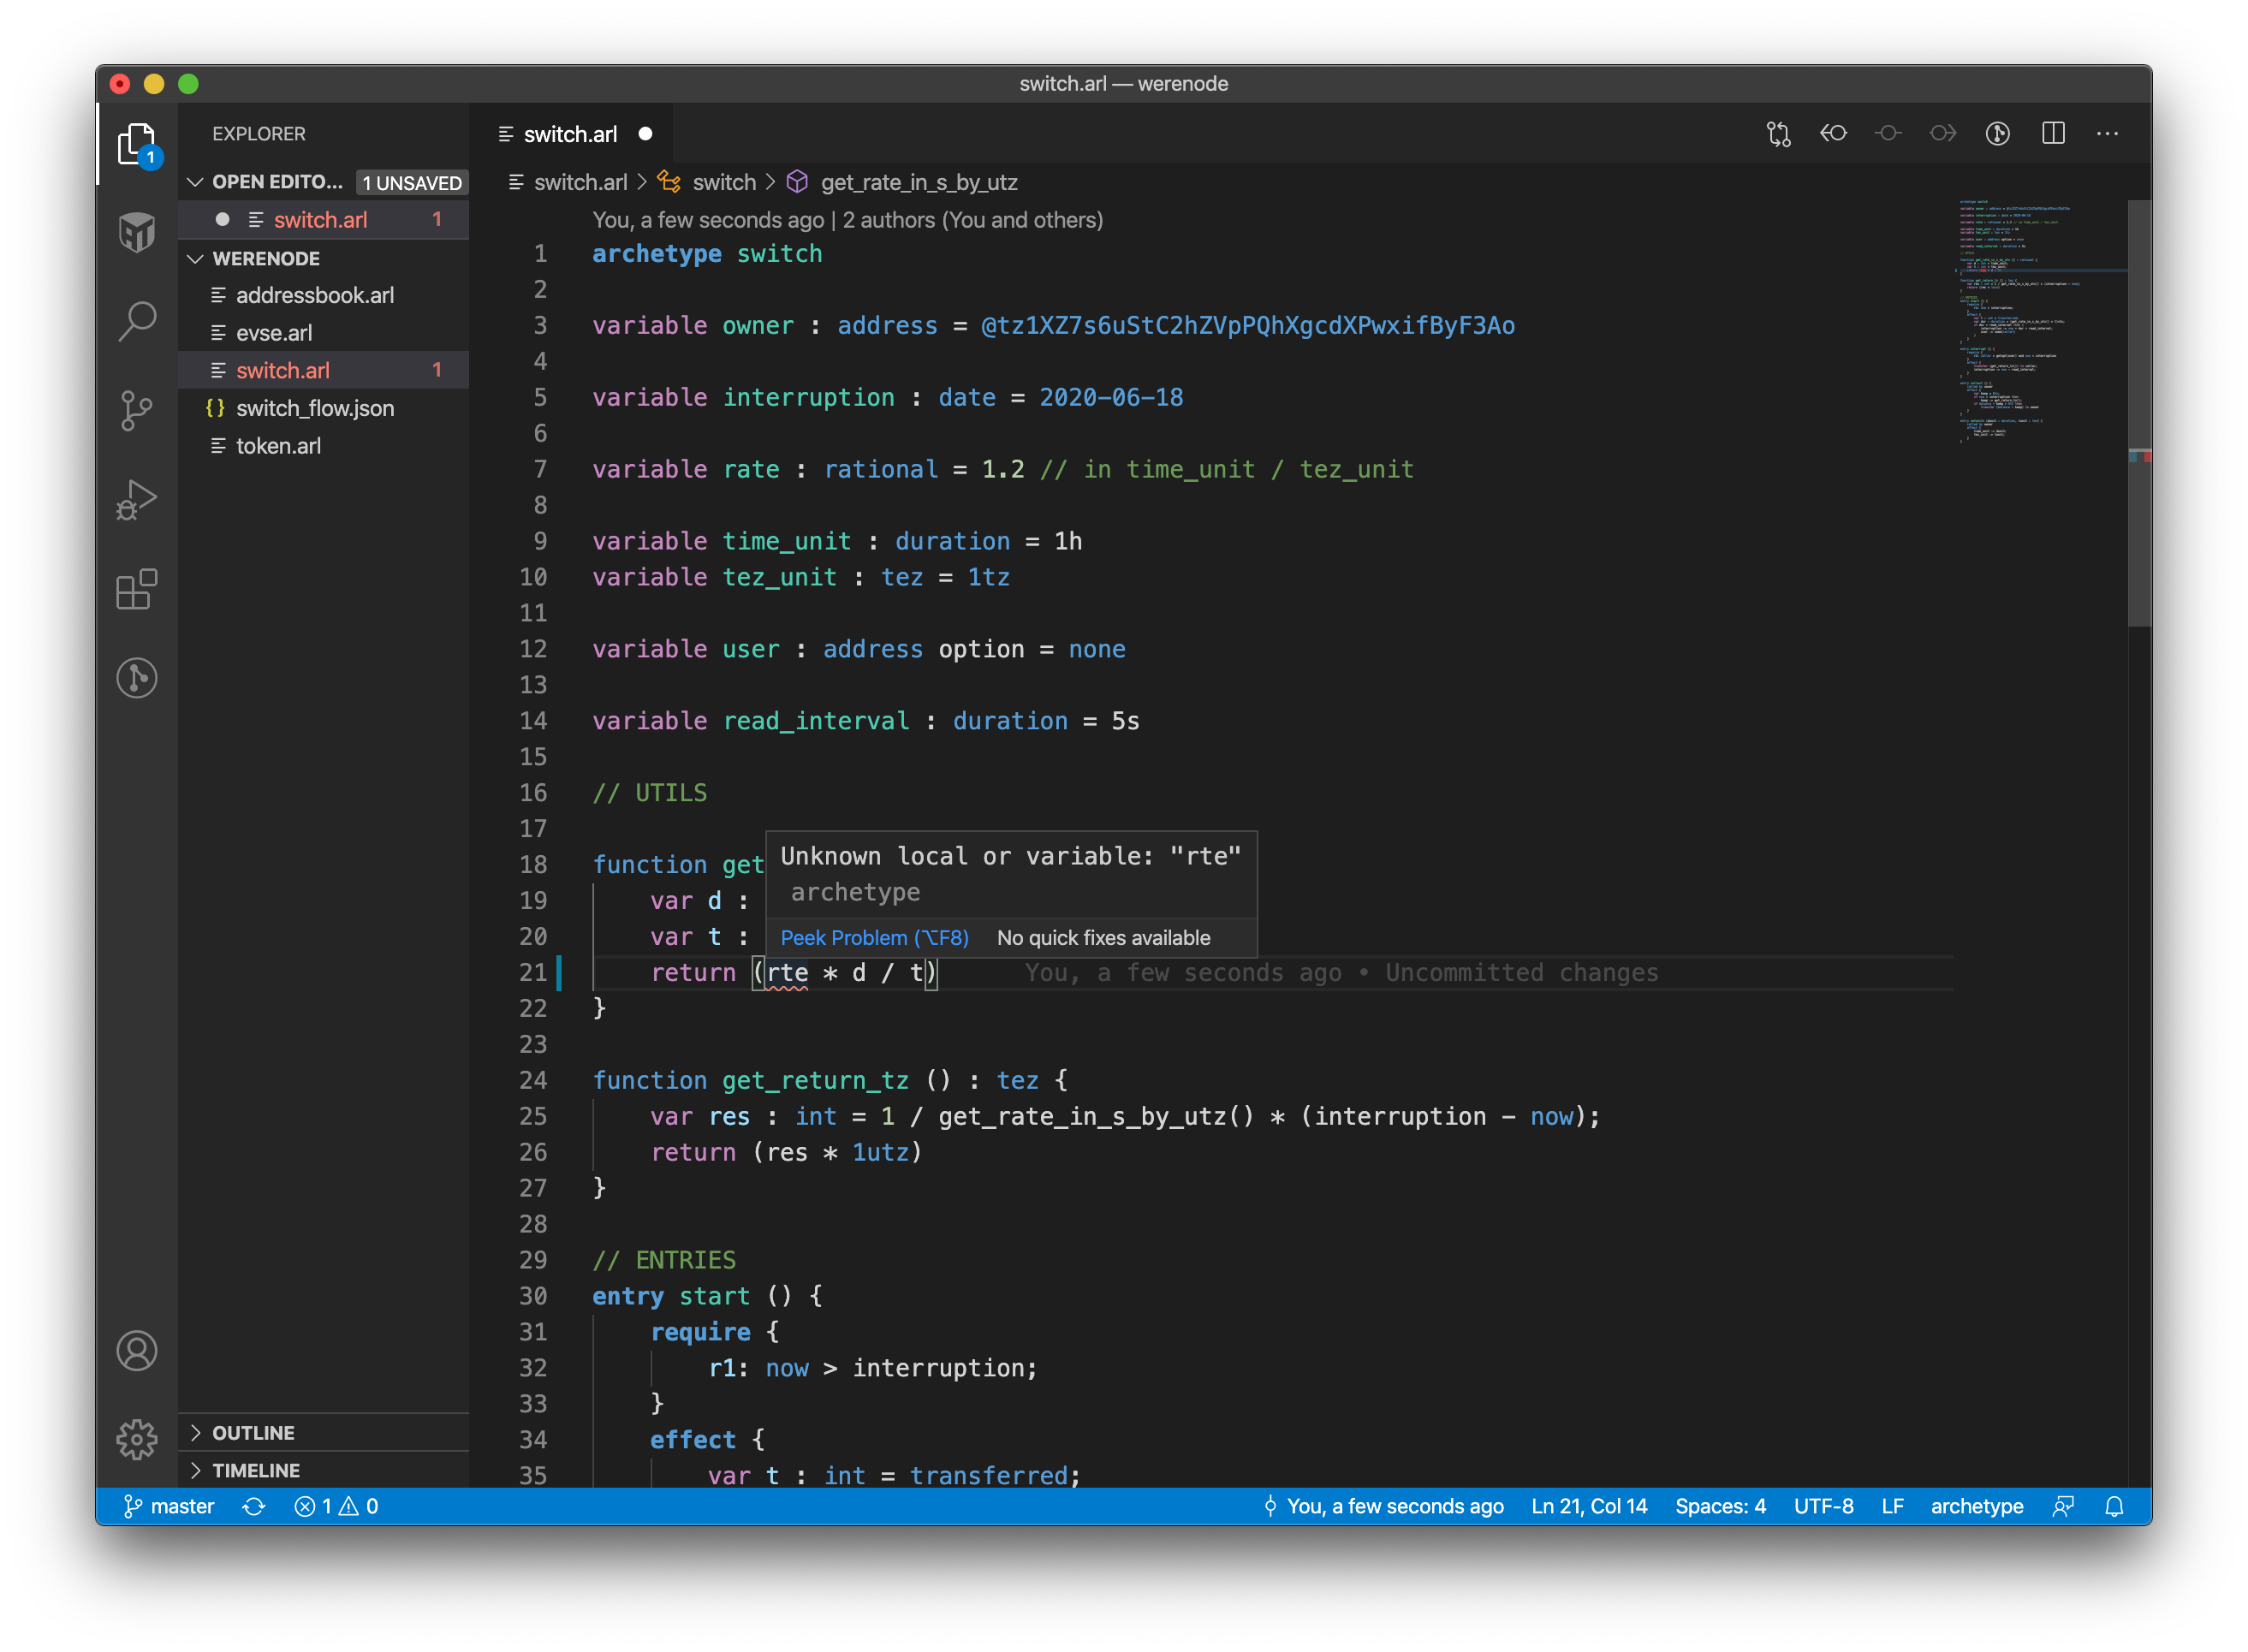 switch.arl — werenode
1
EXPLORER
OPEN EDITO... 1 UNSAVED
switch.arl 1
WERENODE
addressbook.arl
evse.arl
switch.arl 1
{} switch_flow.json
token.arl
OUTLINE
TIMELINE
switch.arl
switch.arl > switch > get_rate_in_s_by_utz
You, a few seconds ago | 2 authors (You and others)
1 archetype switch
2
3 variable owner : address = @tz1XZ7s6uStC2hZVpPQhXgcdXPwxifByF3Ao
4
5 variable interruption : date = 2020-06-18
6
7 variable rate : rational = 1.2 // in time_unit / tez_unit
8
9 variable time_unit : duration = 1h
10 variable tez_unit : tez = 1tz
11
12 variable user : address option = none
13
14 variable read_interval : duration = 5s
15
16 // UTILS
17
Unknown local or variable: "rte"
archetype
Peek Problem (⌥F8) No quick fixes available
18 function get
19 var d :
20 var t :
21 return (rte * d / t) You, a few seconds ago • Uncommitted changes
22 }
23
24 function get_return_tz () : tez {
25 var res : int = 1 / get_rate_in_s_by_utz() * (interruption - now);
26 return (res * 1utz)
27 }
28
29 // ENTRIES
30 entry start () {
31 require {
32 r1: now > interruption;
33 }
34 effect {
35 var t : int = transferred;
master 1 0 You, a few seconds ago Ln 21, Col 14 Spaces: 4 UTF-8 LF archetype